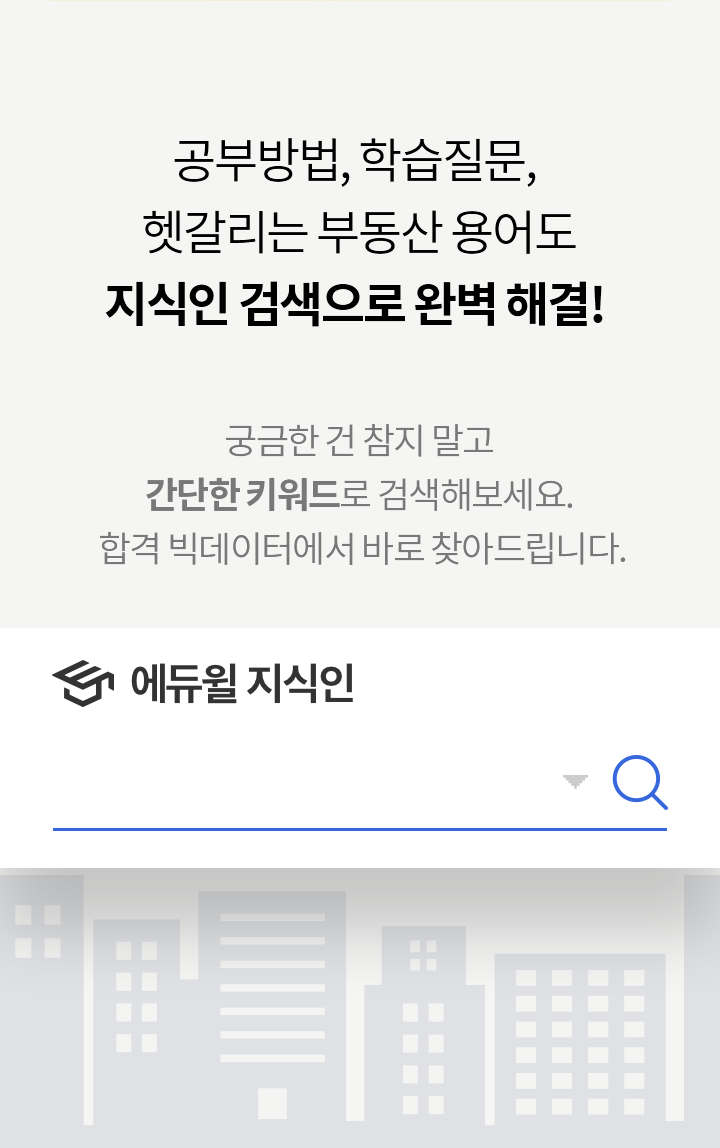 공부방법, 학습질문,
헷갈리는 부동산 용어도
지식인 검색으로 완벽 해결!
궁금한 건 참지 말고
간단한 키워드로 검색해보세요.
합격 빅데이터에서 바로 찾아드립니다.
에듀윌 지식인